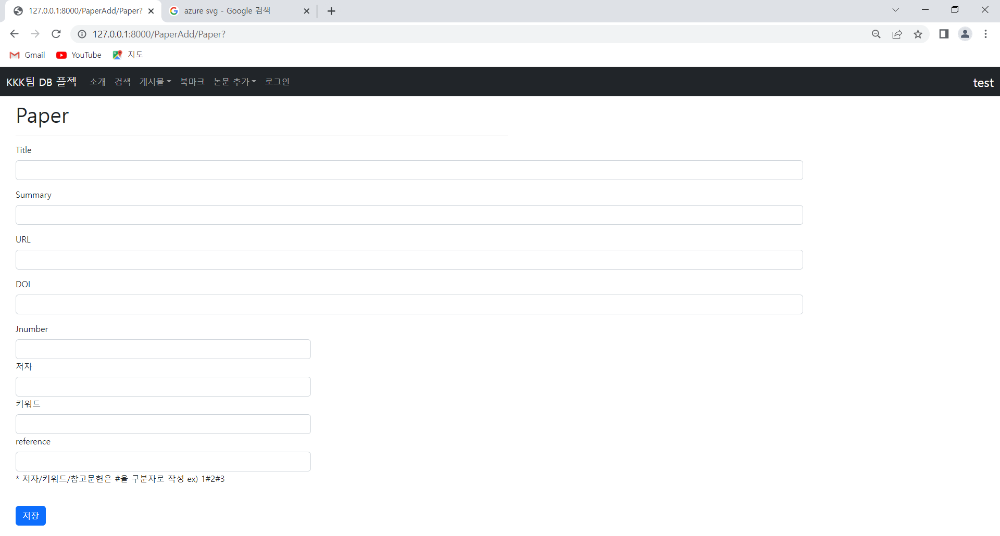 127.0.0.1:8000/PaperAdd/Paper?
azure svg - Google 검색
127.0.0.1:8000/PaperAdd/Paper?
Gmail YouTube 지도
KKK팀 DB 플젝 소개 검색 게시물 북마크 논문 추가 로그인 test
Paper
Title
Summary
URL
DOI
Jnumber
저자
키워드
reference
* 저자/키워드/참고문헌은 #을 구분자로 작성 ex) 1#2#3
저장